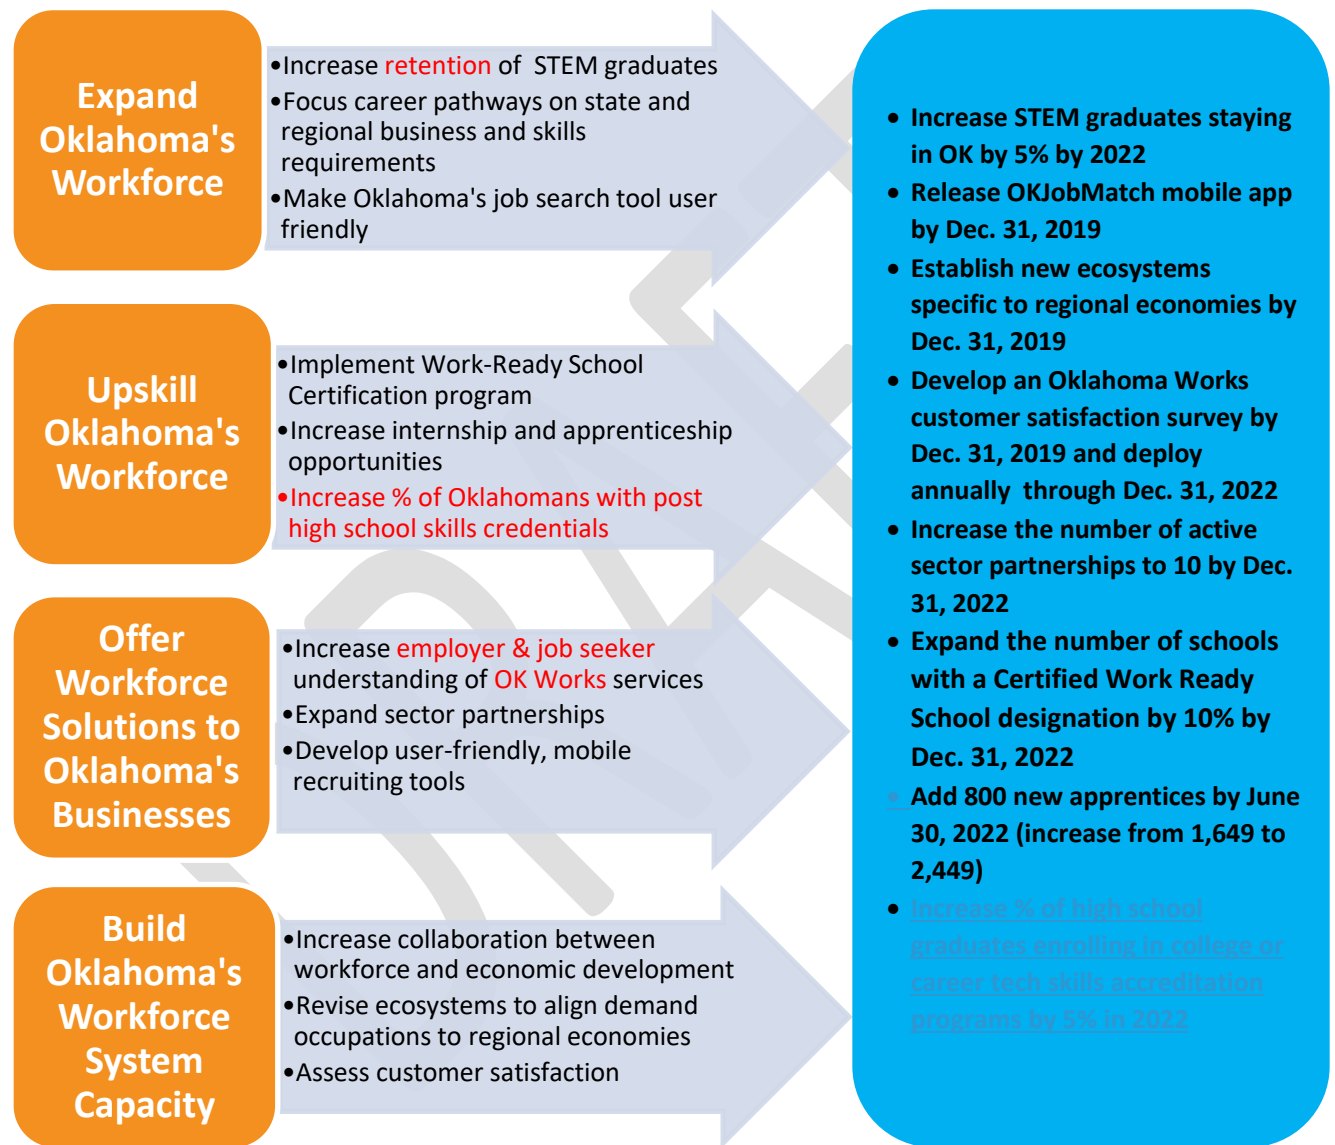 Expand
Oklahoma's
Workforce
•Increase retention of  STEM graduates
•Focus career pathways on state and
regional business and skills
requirements
•Make Oklahoma's job search tool user
friendly
Upskill
Oklahoma's
Workforce
•Implement Work-Ready School
Certification program
•Increase internship and apprenticeship
opportunities
•Increase % of Oklahomans with post
high school skills credentials
Offer
Workforce
Solutions to
Oklahoma's
Businesses
•Increase employer & job seeker
understanding of OK Works services
•Expand sector partnerships
•Develop user-friendly, mobile
recruiting tools
Build
Oklahoma's
Workforce
System
Capacity
•Increase collaboration between
workforce and economic development
•Revise ecosystems to align demand
occupations to regional economies
•Assess customer satisfaction
• Increase STEM graduates staying
in OK by 5% by 2022
• Release OKJobMatch mobile app
by Dec. 31, 2019
• Establish new ecosystems
specific to regional economies by
Dec. 31, 2019
• Develop an Oklahoma Works
customer satisfaction survey by
Dec. 31, 2019 and deploy
annually  through Dec. 31, 2022
• Increase the number of active
sector partnerships to 10 by Dec.
31, 2022
• Expand the number of schools
with a Certified Work Ready
School designation by 10% by
Dec. 31, 2022
• Add 800 new apprentices by June
30, 2022 (increase from 1,649 to
2,449)
• Increase % of high school
graduates enrolling in college or
career tech skills accreditation
programs by 5% in 2022
DRAFT